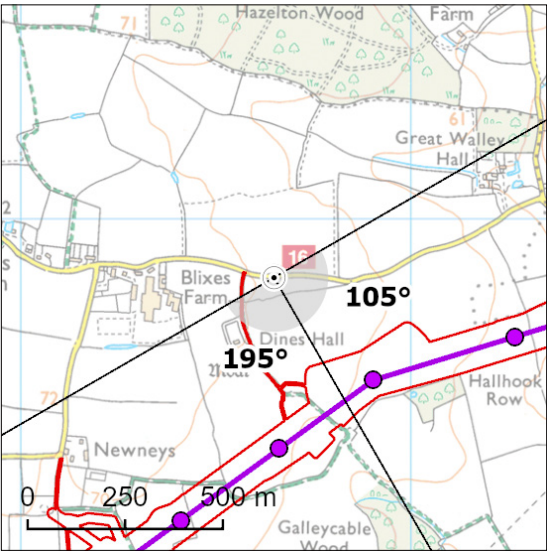 71
Hazelton Wood
Farm
61
Great Walley
Hall
2
16
Blixes
Farm
105°
Dines Hall
195°
Moat
72
Hallhook
Row
Newneys
0 250 500 m
Galleycable
Wood